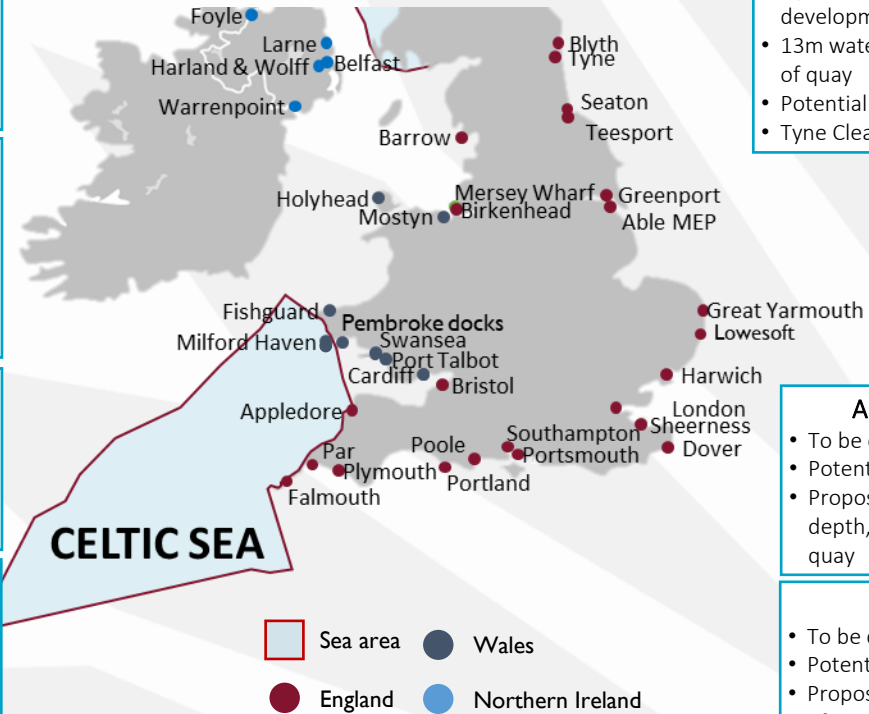 Foyle
Larne
Harland & Wolff
Belfast
Warrenpoint
Blyth
Tyne
Seaton
Teesport
Barrow
Holyhead
Mersey Wharf
Mostyn
Birkenhead
Greenport
Able MEP
Fishguard
Pembroke docks
Milford Haven
Swansea
Port Talbot
Cardiff
Bristol
Great Yarmouth
Lowesoft
Harwich
London
Sheerness
Dover
Appledore
Par
Plymouth
Falmouth
Poole
Southampton
Portsmouth
Portland
CELTIC SEA
Sea area
Wales
England
Northern Ireland
developm
• 13m wate
of quay
• Potential
• Tyne Clea
A
• To be
• Potent
• Propos
depth,
quay
• To be
• Potent
• Propos